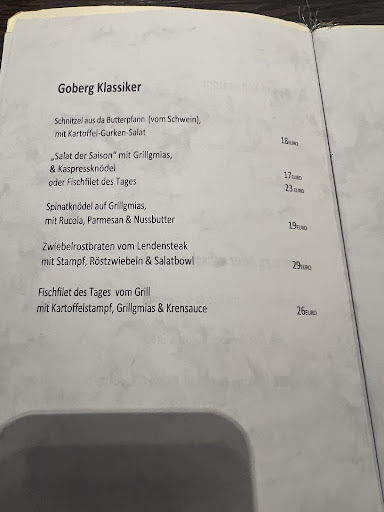 Goberg Klassiker
Schnitzel aus da Butterpfann (vom Schwein),
mit Kartoffel-Gurken-Salat
18EURO
„Salat der Saison" mit Grillgmias,
& Kaspressknödel 17EURO
oder Fischfilet des Tages 23 EURO
Spinatknödel auf Grillgmias,
mit Rucola, Parmesan & Nussbutter 19EURO
Zwiebelrostbraten vom Lendensteak
mit Stampf, Röstzwiebeln & Salatbowl 29EURO
Fischfilet des Tages vom Grill
mit Kartoffelstampf, Grillgmias & Krensauce 26EURO